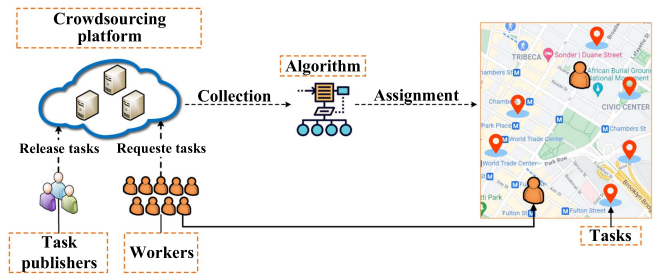 Crowdsourcing
platform
Algorithm
Collection
Assignment
Release tasks
Requeste tasks
Task
publishers
Workers
Tasks
TRIBECA
Sonder | Duane Street
African Burial Ground
National Monument
Chambers St
CIVIC CENTER
Chambers St
Park Place
World Trade Center
World Trade Center
Park Row
Brooklyn Bridge
Fulton St
Fulton Street